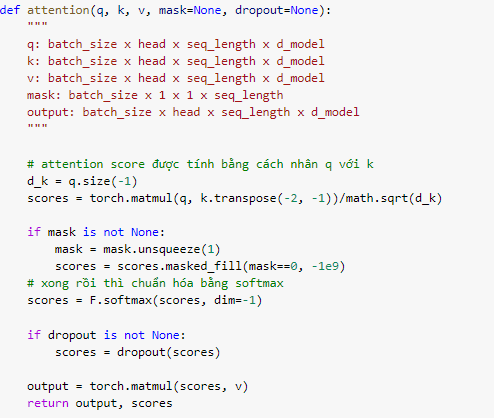 def attention(q, k, v, mask=None, dropout=None):
"""
q: batch_size x head x seq_length x d_model
k: batch_size x head x seq_length x d_model
v: batch_size x head x seq_length x d_model
mask: batch_size x 1 x 1 x seq_length
output: batch_size x head x seq_length x d_model
"""
# attention score được tính bằng cách nhân q với k
d_k = q.size(-1)
scores = torch.matmul(q, k.transpose(-2, -1))/math.sqrt(d_k)
if mask is not None:
mask = mask.unsqueeze(1)
scores = scores.masked_fill(mask==0, -1e9)
# xong rồi thì chuẩn hóa bằng softmax
scores = F.softmax(scores, dim=-1)
if dropout is not None:
scores = dropout(scores)
output = torch.matmul(scores, v)
return output, scores